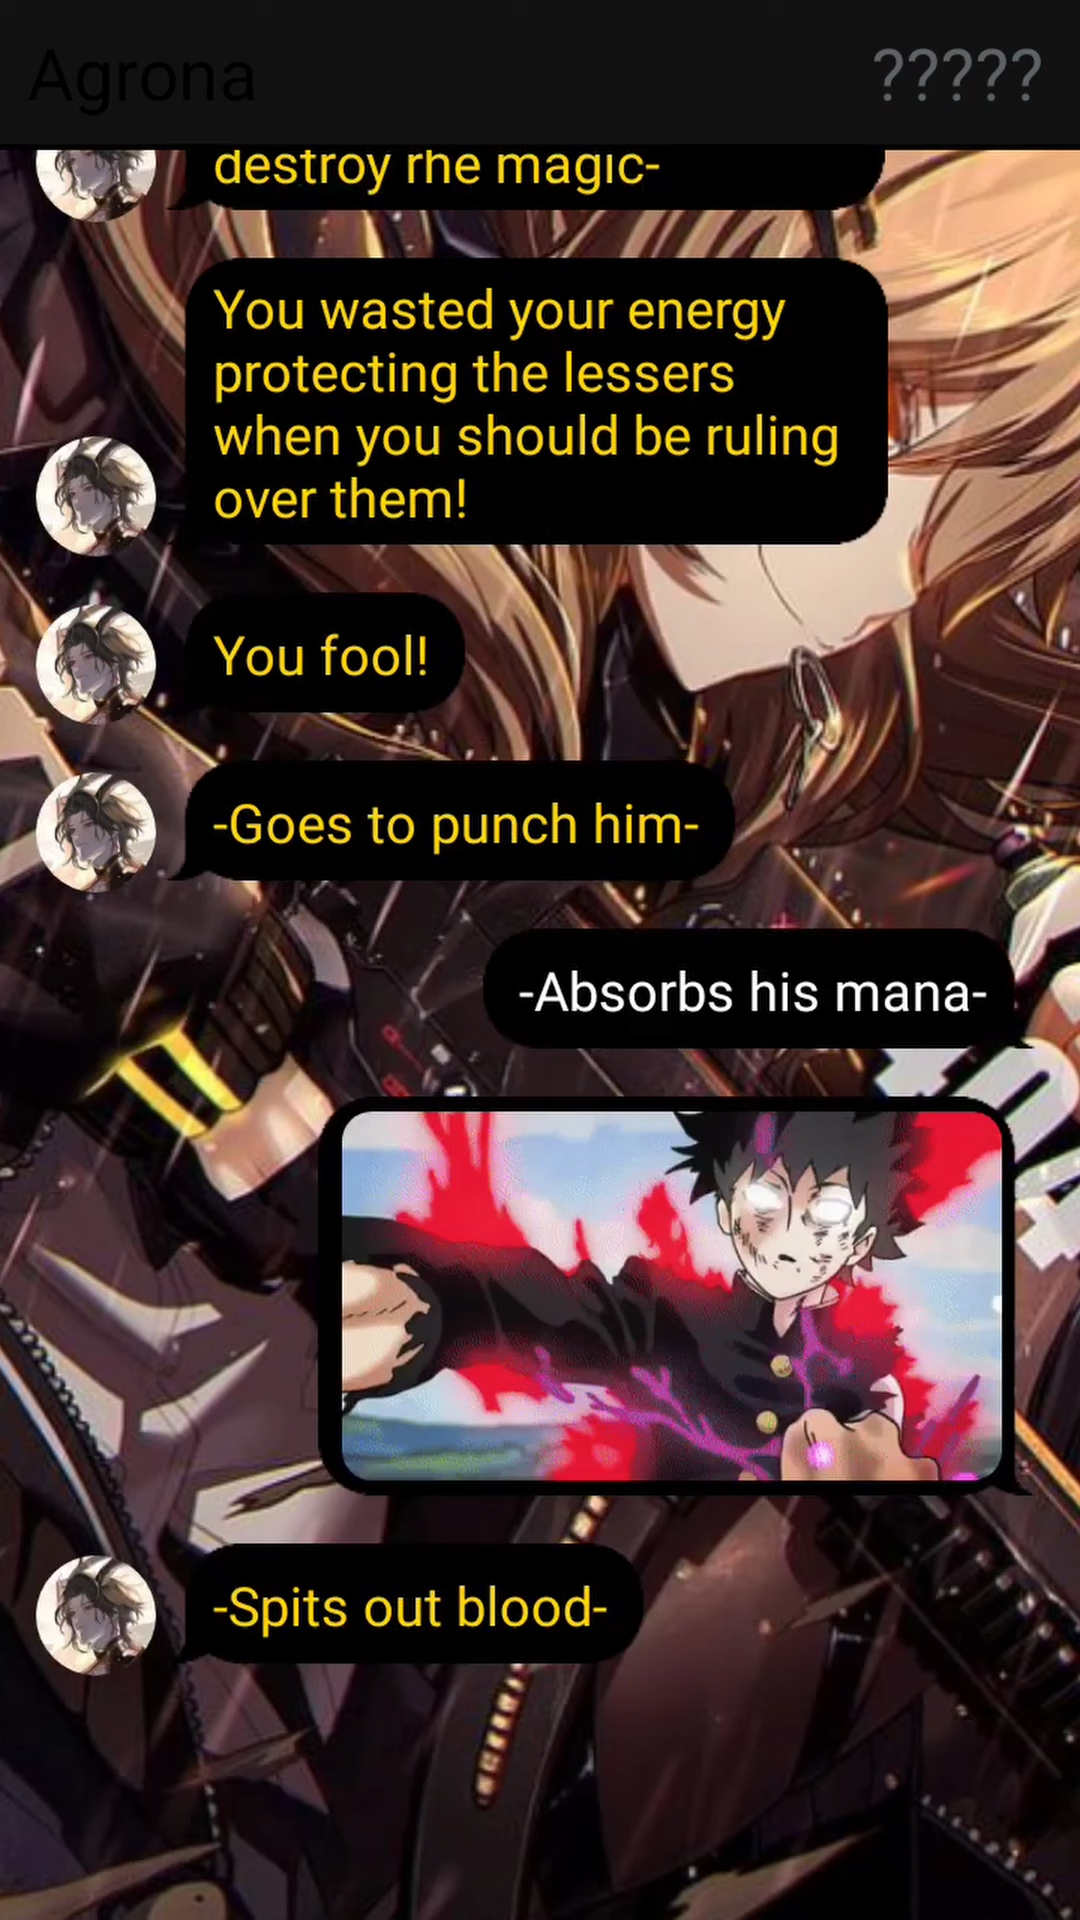 Agrona
?????
destroy rhe magic-
You wasted your energy
protecting the lessers
when you should be ruling
over them!
You fool!
-Goes to punch him-
-Absorbs his mana-
-Spits out blood-